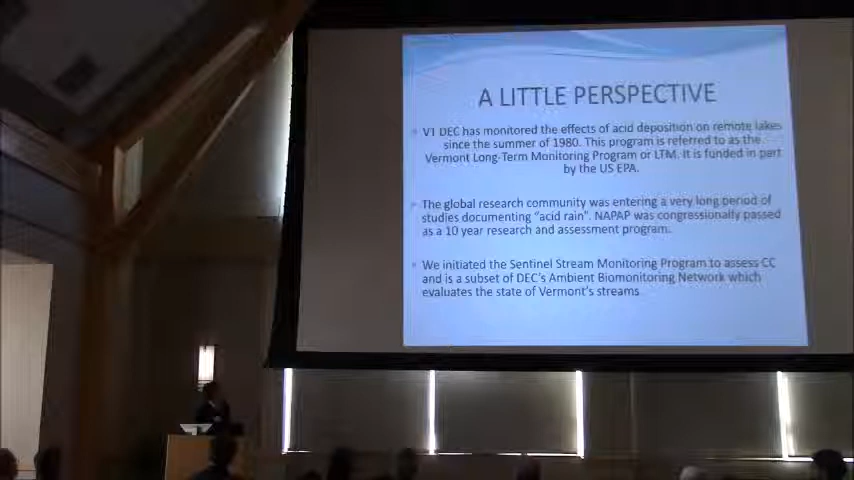 A LITTLE PERSPECTIVE
VT DEC has monitored the effects of acid deposition on remote lakes
since the summer of 1980. This program is referred to as the
Vermont Long-Term Monitoring Program or LTM. It is funded in part
by the US EPA.
The global research community was entering a very long period of
studies documenting "acid rain". NAPAP was congressionally passed
as a 10 year research and assessment program.
We initiated the Sentinel Stream Monitoring Program to assess CC
and is a subset of DEC's Ambient Biomonitoring Network which
evaluates the state of Vermont's streams